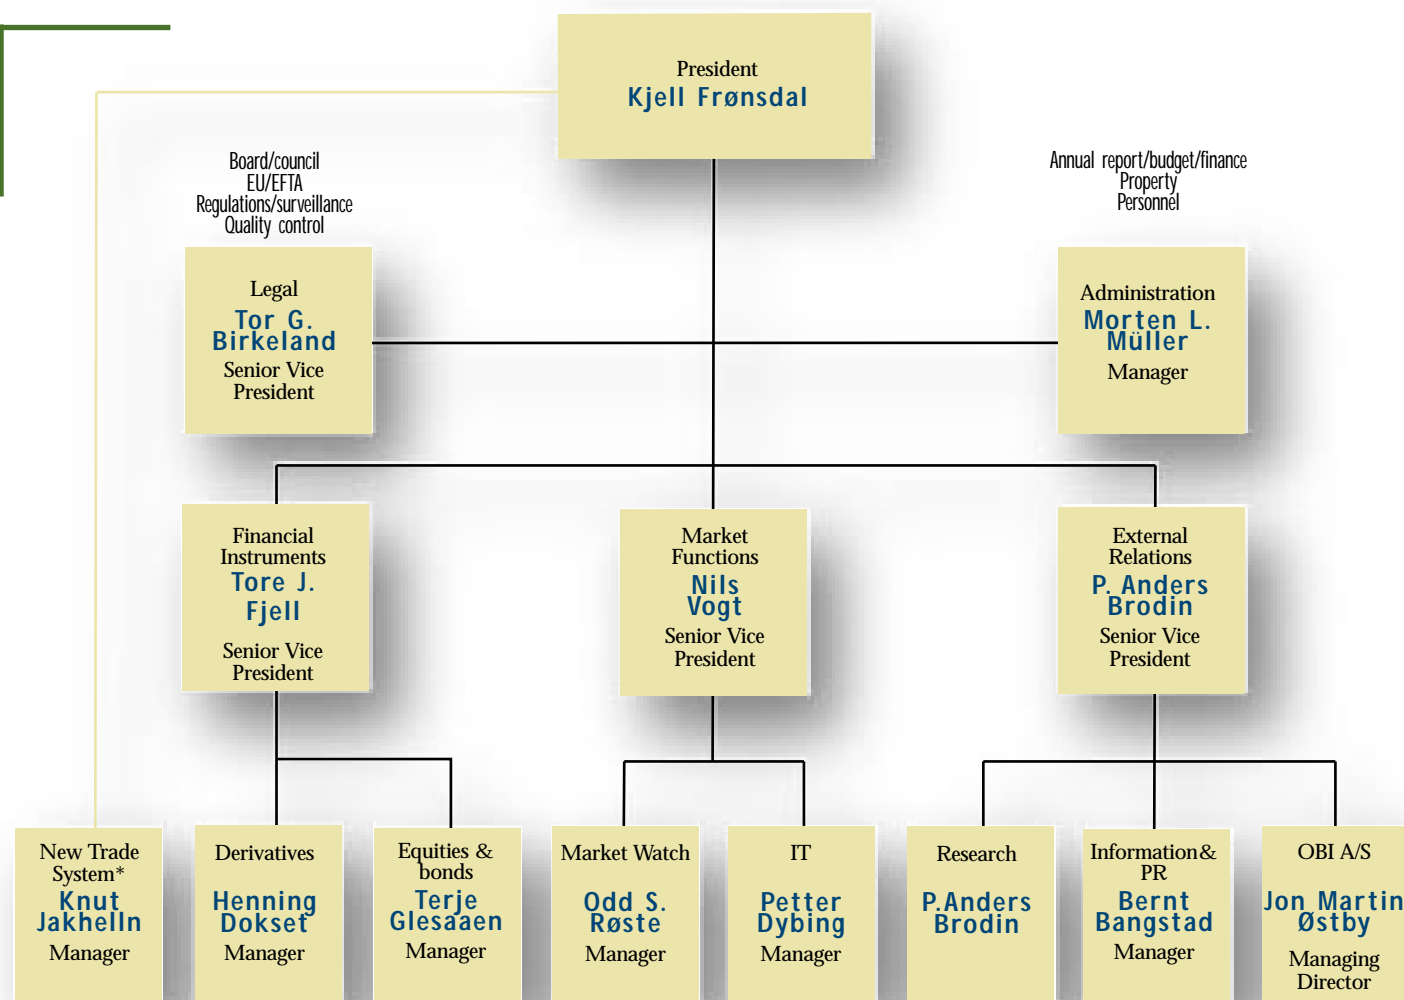 President
Kjell Frønsdal
Board/council
EU/EFTA
Regulations/surveillance
Quality control
Annual report/budget/finance
Property
Personnel
Legal
Tor G.
Birkeland
Senior Vice
President
Administration
Morten L.
Müller
Manager
Financial
Instruments
Tore J.
Fjell
Senior Vice
President
Market
Functions
Nils
Vogt
Senior Vice
President
External
Relations
P. Anders
Brodin
Senior Vice
President
New Trade
System*
Knut
Jakhelln
Manager
Derivatives
Henning
Dokset
Manager
Equities &
bonds
Terje
Glesaaen
Manager
Market Watch
Odd S.
Røste
Manager
IT
Petter
Dybing
Manager
Research
P.Anders
Brodin
Information&
PR
Bernt
Bangstad
Manager
OBI A/S
Jon Martin
Østby
Managing
Director